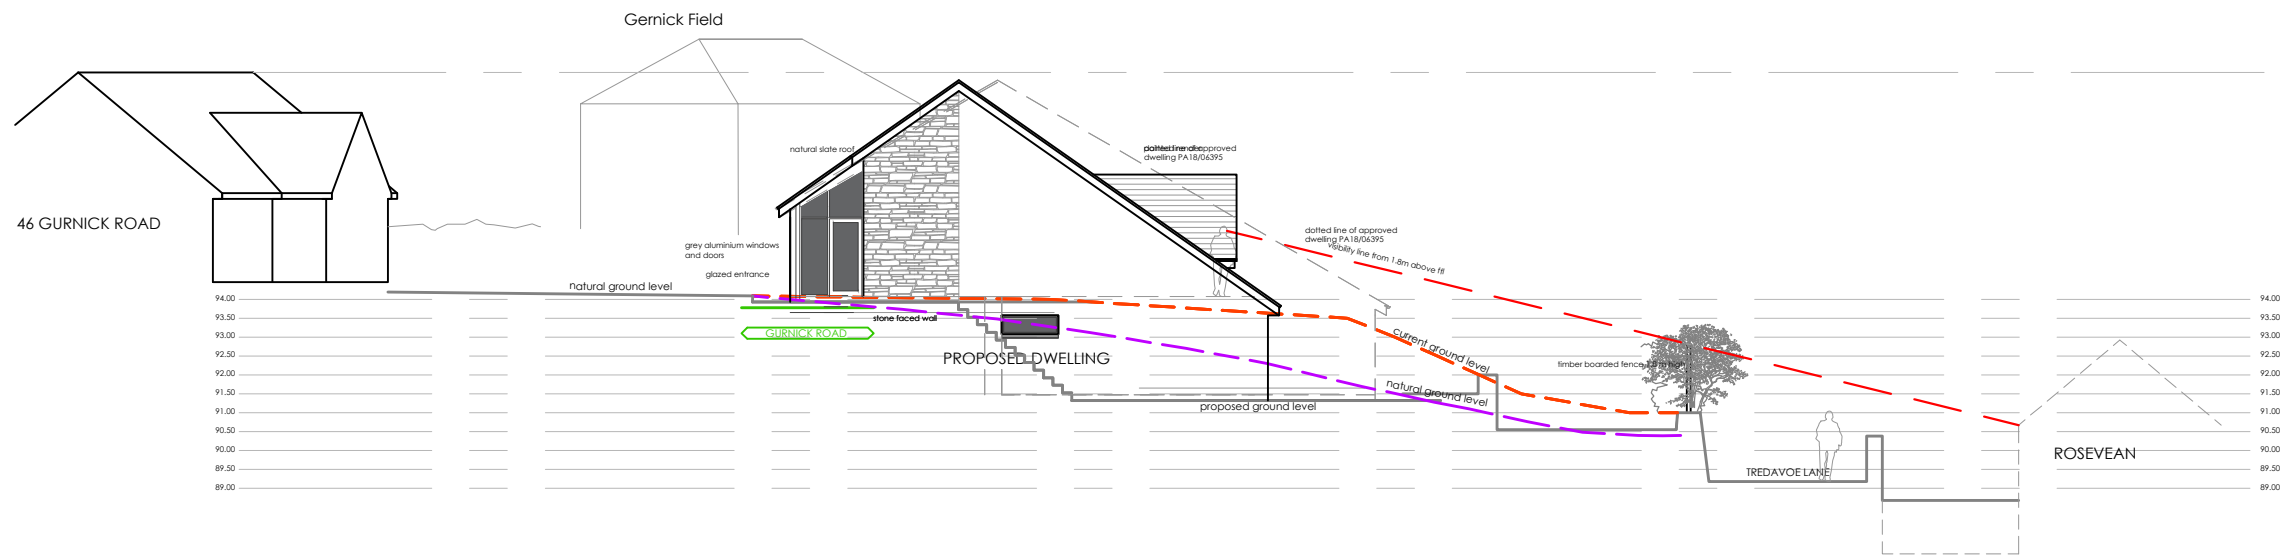 Gernick Field
natural slate roof
dotted line of approved
dwelling PA18/06395
46 GURNICK ROAD
grey aluminium windows
and doors
glazed entrance
dotted line of approved
dwelling PA18/06395
visibility line from 1.8m above ffl
natural ground level
94.00
93.50
93.00
92.50
92.00
91.50
91.00
90.50
90.00
89.50
89.00
stone faced wall
GURNICK ROAD
PROPOSED DWELLING
current ground level
natural ground level
proposed ground level
timber boarded fence high
TREDAVOE LANE
ROSEVEAN
94.00
93.50
93.00
92.50
92.00
91.50
91.00
90.50
90.00
89.50
89.00